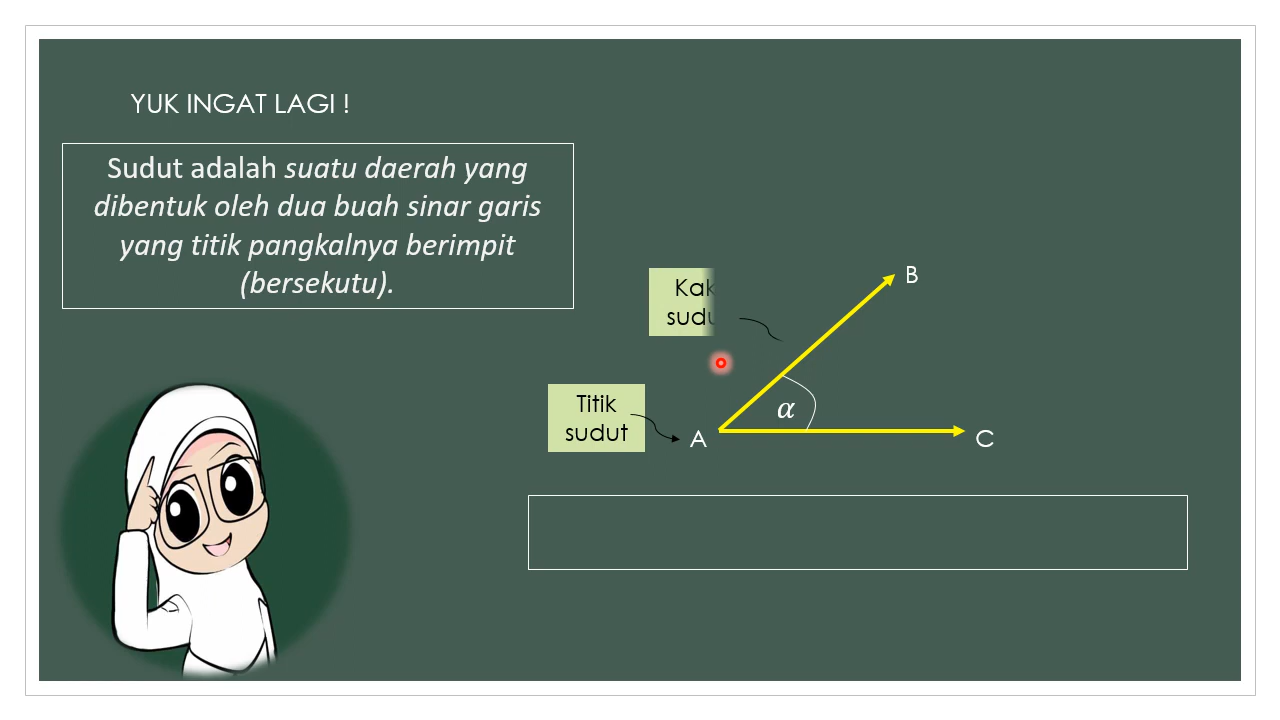 YUK INGAT LAGI !
Sudut adalah suatu daerah yang
dibentuk oleh dua buah sinar garis
yang titik pangkalnya berimpit
(bersekutu).
B
Titik
sudut
α
A
C